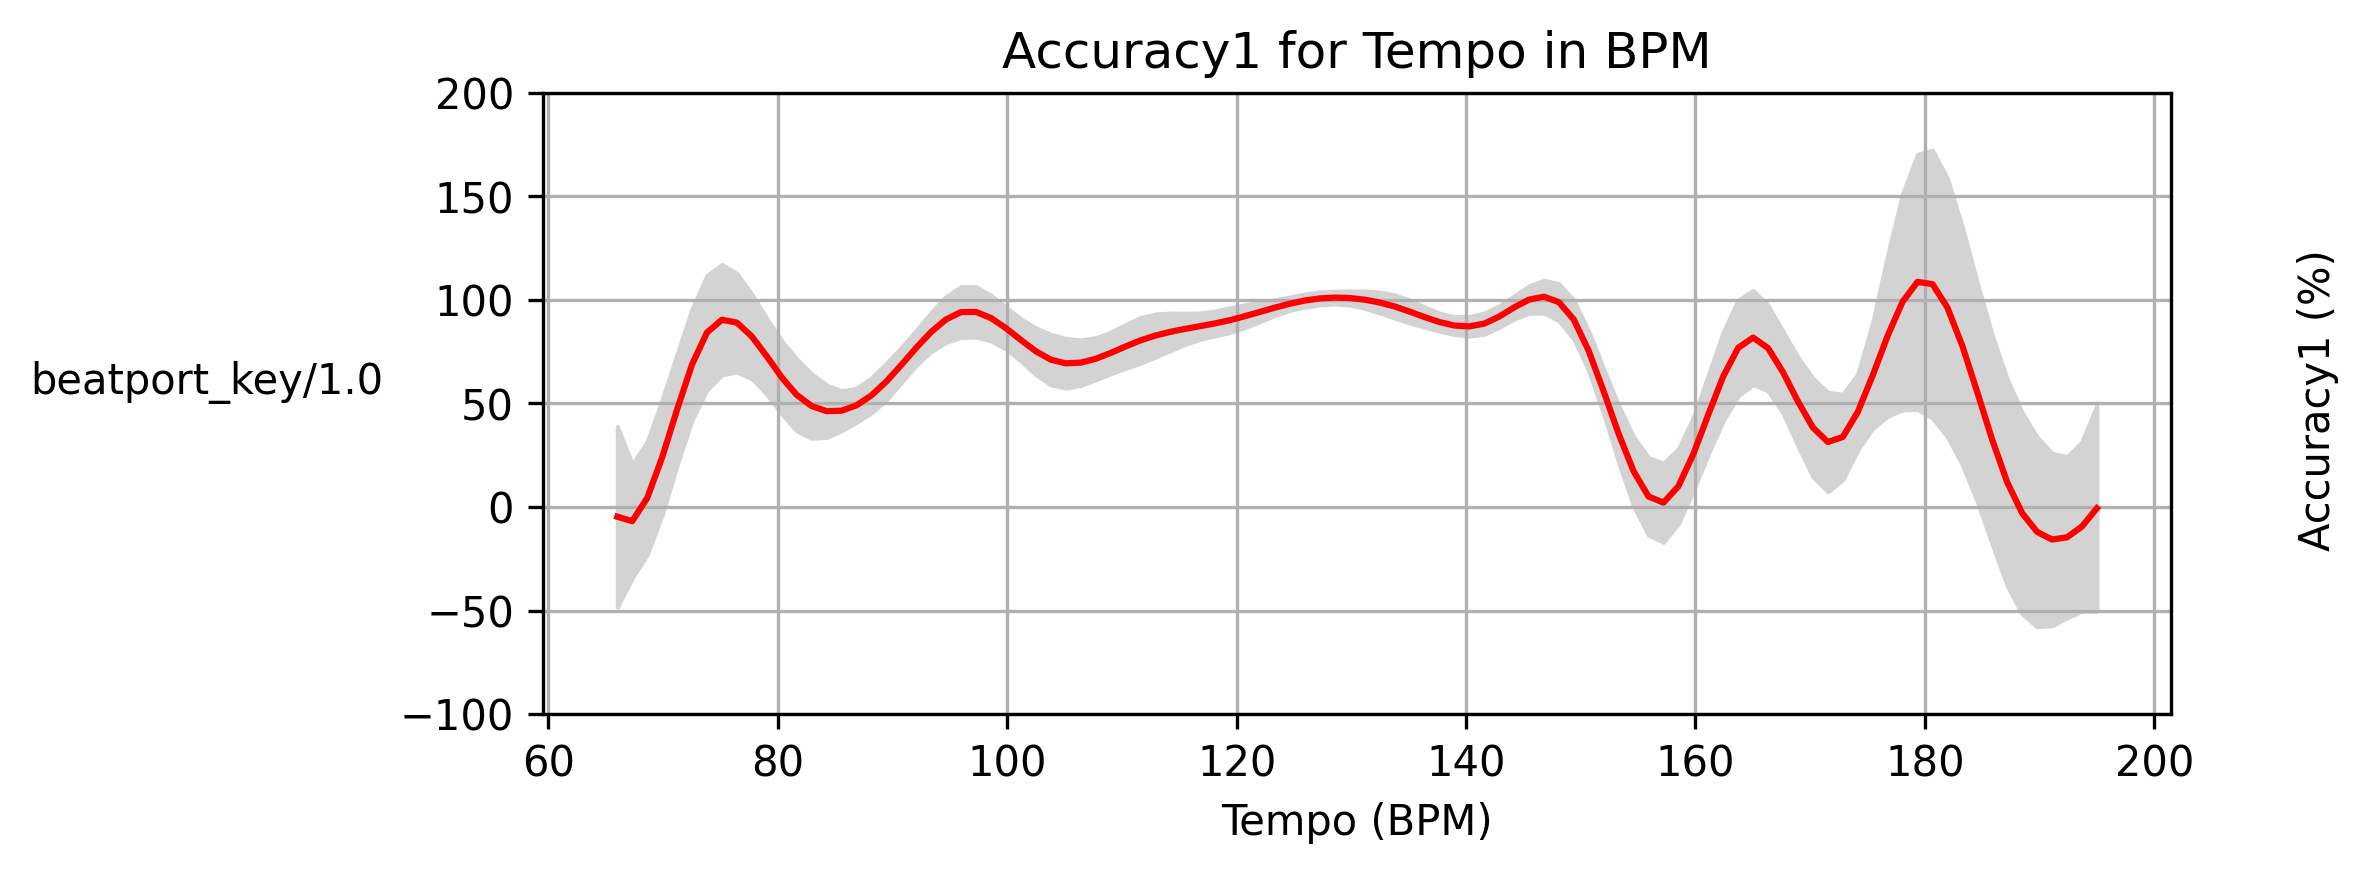 Accuracy1 for Tempo in BPM
200
150
100
50
0
−50
−100
beatport_key/1.0
60 80 100 120 140 160 180 200
Tempo (BPM)
Accuracy1 (%)